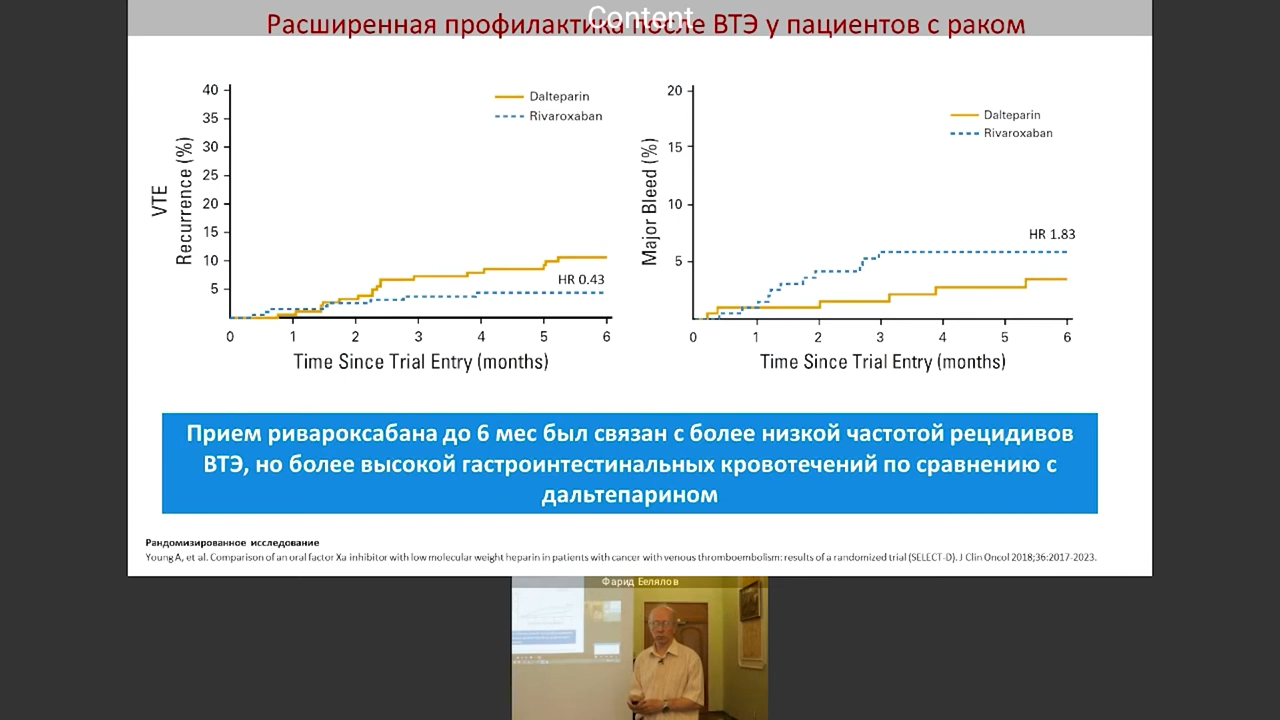 Content
Расширенная профилактика после ВТЭ у пациентов с раком
VTE
Recurrence (%)
40
35
30
25
20
15
10
5
Dalteparin
Rivaroxaban
HR 0.43
0 1 2 3 4 5 6
Time Since Trial Entry (months)
Major Bleed (%)
20
15
10
5
Dalteparin
Rivaroxaban
HR 1.83
0 1 2 3 4 5 6
Time Since Trial Entry (months)
Прием ривароксабана до 6 мес был связан с более низкой частотой рецидивов
ВТЭ, но более высокой гастроинтестинальных кровотечений по сравнению с
дальтепарином
Рандомизированное исследование
Young A, et al. Comparison of an oral factor Xa inhibitor with low molecular weight heparin in patients with cancer with venous thromboembolism: results of a randomized trial (SELECT-D). J Clin Oncol 2018;36:2017-2023.
Фарид Белялов